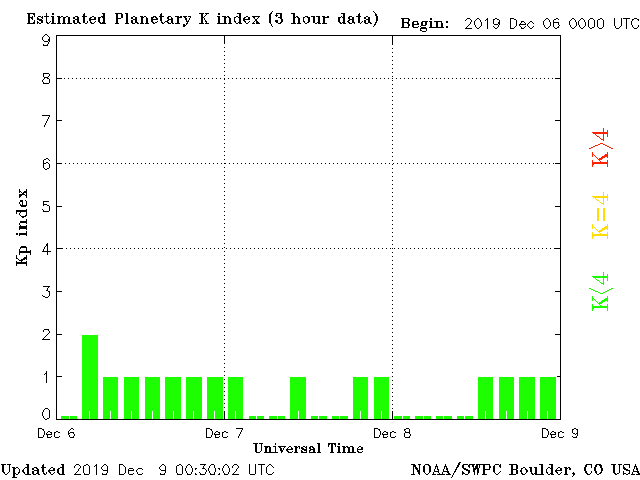 Estimated Planetary K index (3 hour data) Begin: 2019 Dec 06 0000 UTC
9
8
7
6
5
4
3
2
1
0
Kp index
K>4
K=4
K<4
Dec 6 Dec 7 Dec 8 Dec 9
Universal Time
Updated 2019 Dec 9 00:30:02 UTC NOAA/SWPC Boulder, CO USA